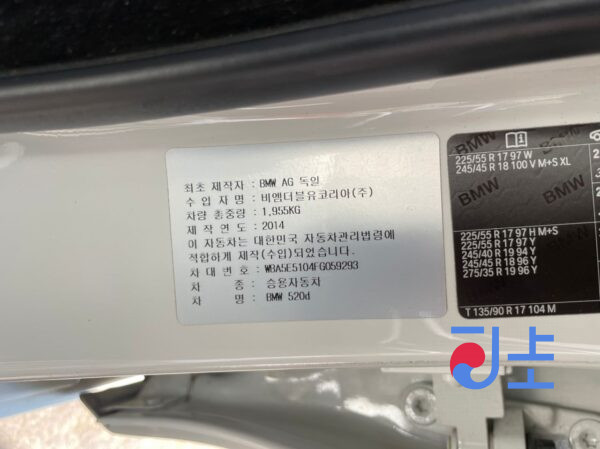 최초 제작자 : BMW AG 독일
수 입 자 명 : 비엠더블유코리아(주)
차량 총중량 : 1,955KG
제 작 연 도 : 2014
이 자동차는 대한민국 자동차관리법령에
적합하게 제작(수입)되었습니다.
차 대 번 호 : WBA5E5104FG059293
차 종 : 승용자동차
차 명 : BMW 520d
225/55 R 17 97 W
245/45 R 18 100 V M+S XL
BMW
BMW
225/55 R 17 97 H M+S
225/55 R 17 97 Y
245/40 R 19 94 Y
245/45 R 18 96 Y
275/35 R 19 96 Y
T 135/90 R 17 104 M